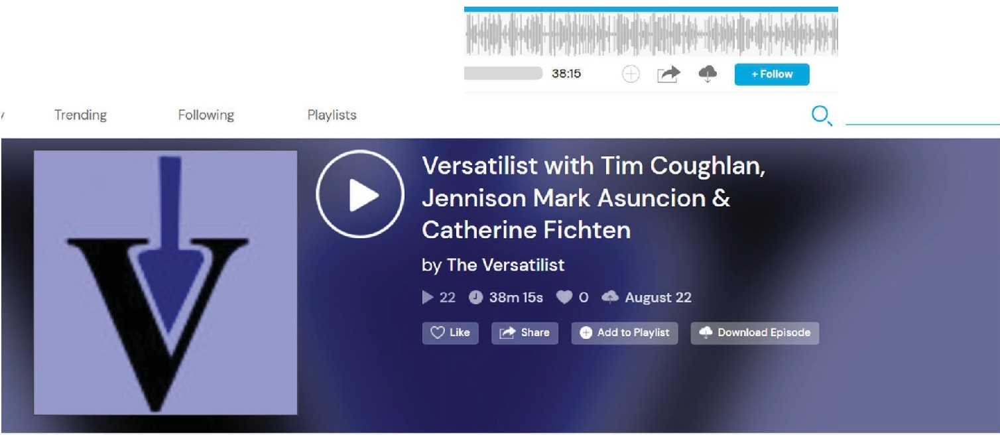 38:15
+ Follow
Trending Following Playlists
Versatilist with Tim Coughlan,
Jennison Mark Asuncion &
Catherine Fichten
by The Versatilist
22 38m 15s 0 August 22
Like Share Add to Playlist Download Episode
V